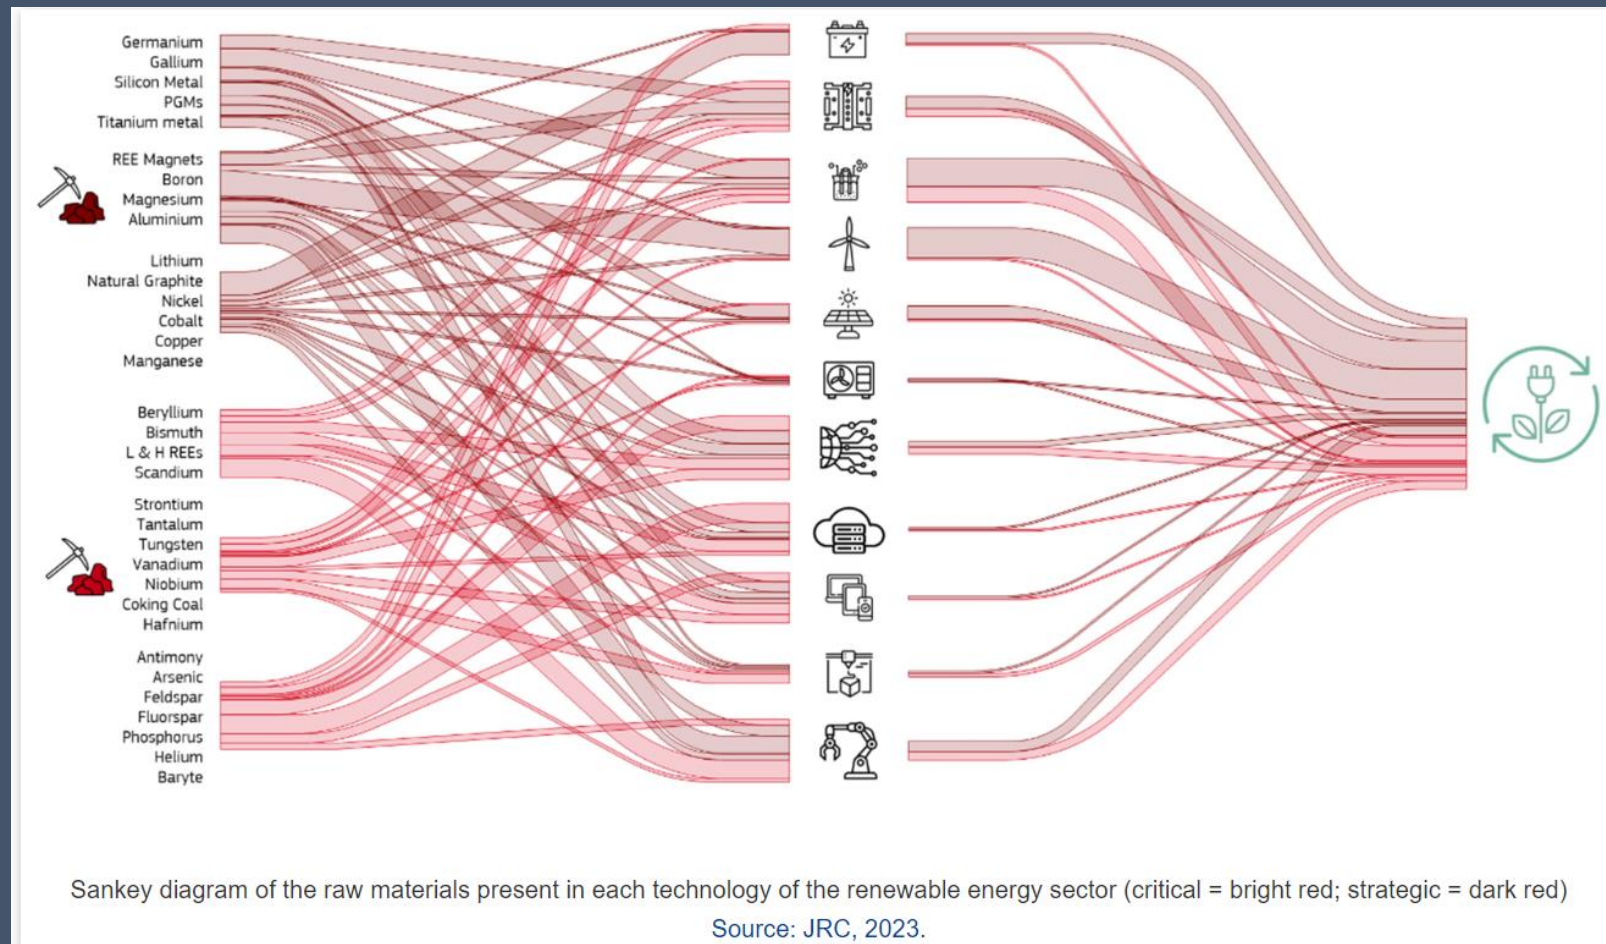 Germanium
Gallium
Silicon Metal
PGMs
Titanium metal
REE Magnets
Boron
Magnesium
Aluminium
Lithium
Natural Graphite
Nickel
Cobalt
Copper
Manganese
Beryllium
Bismuth
L & H REEs
Scandium
Strontium
Tantalum
Tungsten
Vanadium
Niobium
Coking Coal
Hafnium
Antimony
Arsenic
Feldspar
Fluorspar
Phosphorus
Helium
Baryte
Sankey diagram of the raw materials present in each technology of the renewable energy sector (critical = bright red; strategic = dark red)
Source: JRC, 2023.